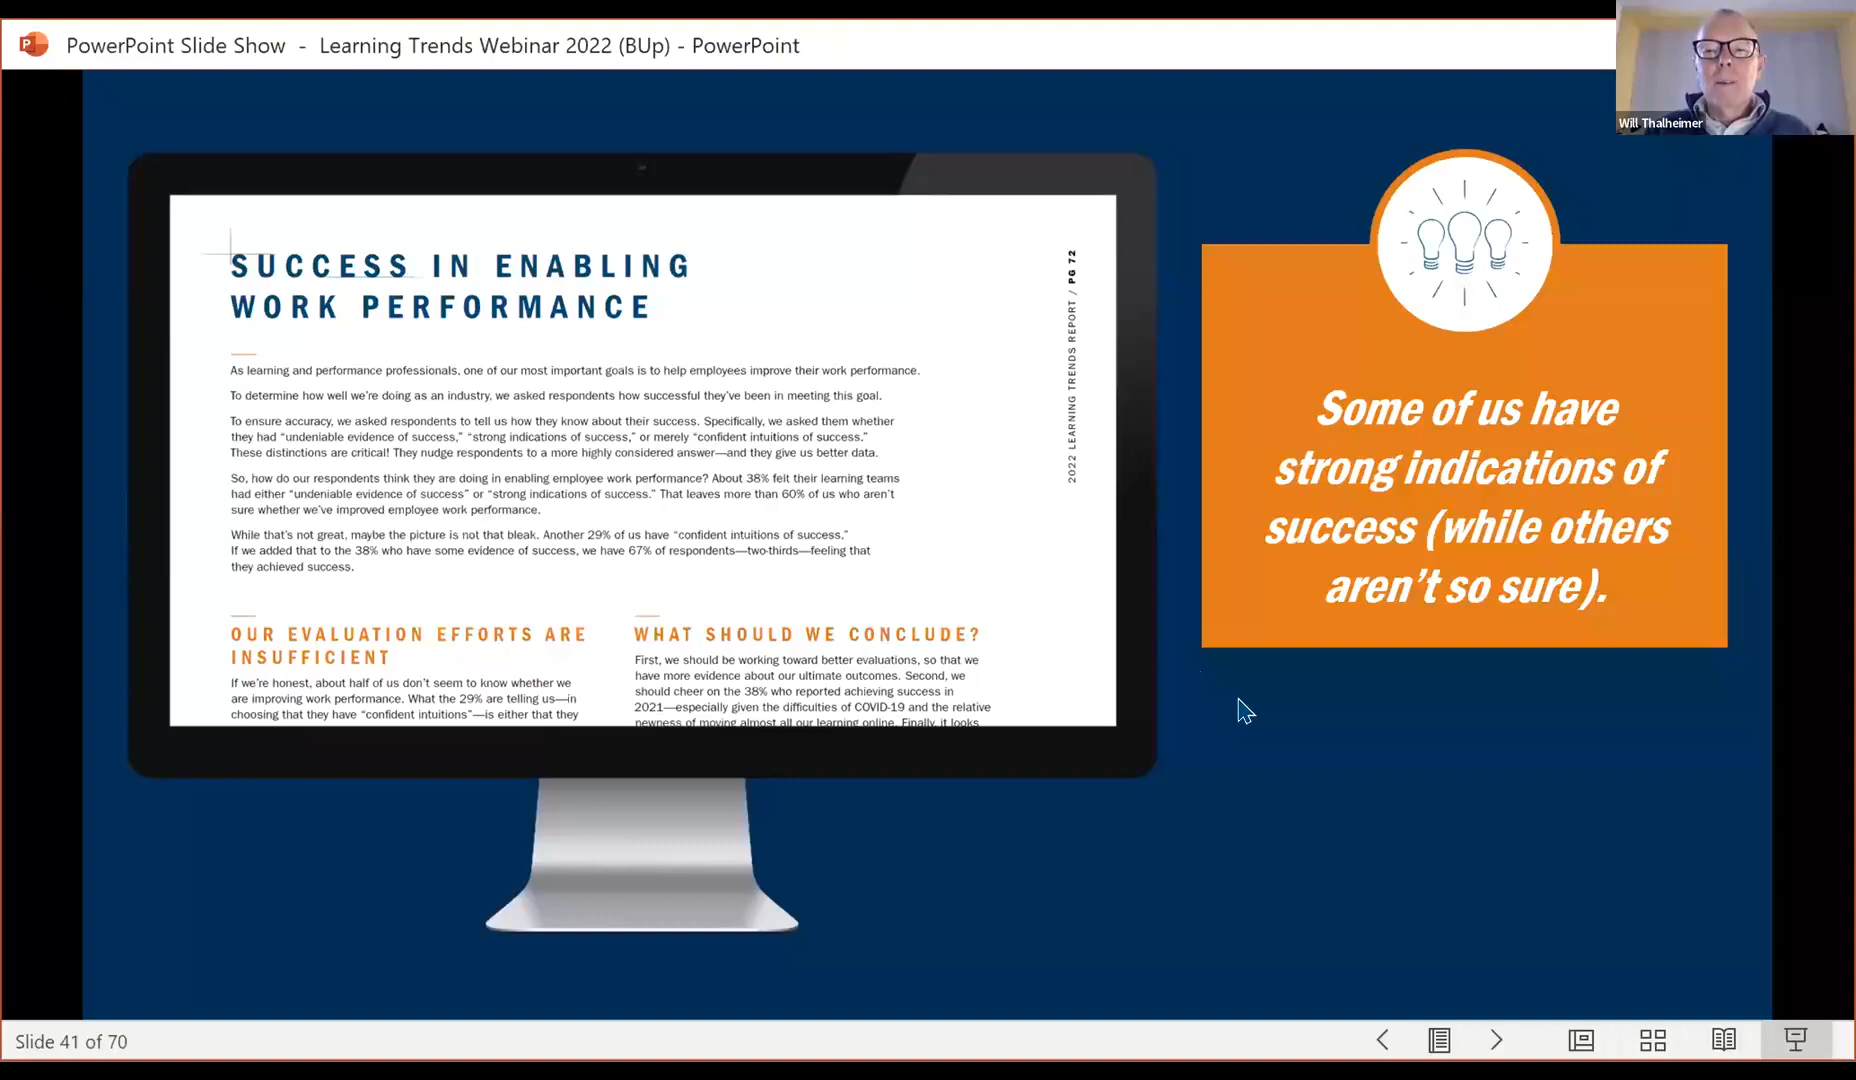 PowerPoint Slide Show - Learning Trends Webinar 2022 (BUp) - PowerPoint
Will Thalheimer
SUCCESS IN ENABLING
WORK PERFORMANCE
As learning and performance professionals, one of our most important goals is to help employees improve their work performance.
To determine how well we're doing as an industry, we asked respondents how successful they've been in meeting this goal.
To ensure accuracy, we asked respondents to tell us how they know about their success. Specifically, we asked them whether
they had “undeniable evidence of success,” “strong indications of success,” or merely “confident intuitions of success.”
These distinctions are critical! They nudge respondents to a more highly considered answer—and they give us better data.
So, how do our respondents think they are doing in enabling employee work performance? About 38% felt their learning teams
had either “undeniable evidence of success” or “strong indications of success.” That leaves more than 60% of us who aren't
sure whether we've improved employee work performance.
While that's not great, maybe the picture is not that bleak. Another 29% of us have “confident intuitions of success.”
If we added that to the 38% who have some evidence of success, we have 67% of respondents—two-thirds—feeling that
they achieved success.
OUR EVALUATION EFFORTS ARE
INSUFFICIENT
If we're honest, about half of us don't seem to know whether we
are improving work performance. What the 29% are telling us—in
choosing that they have “confident intuitions”—is either that they
WHAT SHOULD WE CONCLUDE?
First, we should be working toward better evaluations, so that we
have more evidence about our ultimate outcomes. Second, we
should cheer on the 38% who reported achieving success in
2021—especially given the difficulties of COVID-19 and the relative
newness of moving almost all our learning online. Finally, it looks
2022 LEARNING TRENDS REPORT / PG 72
Some of us have
strong indications of
success (while others
aren't so sure).
Slide 41 of 70